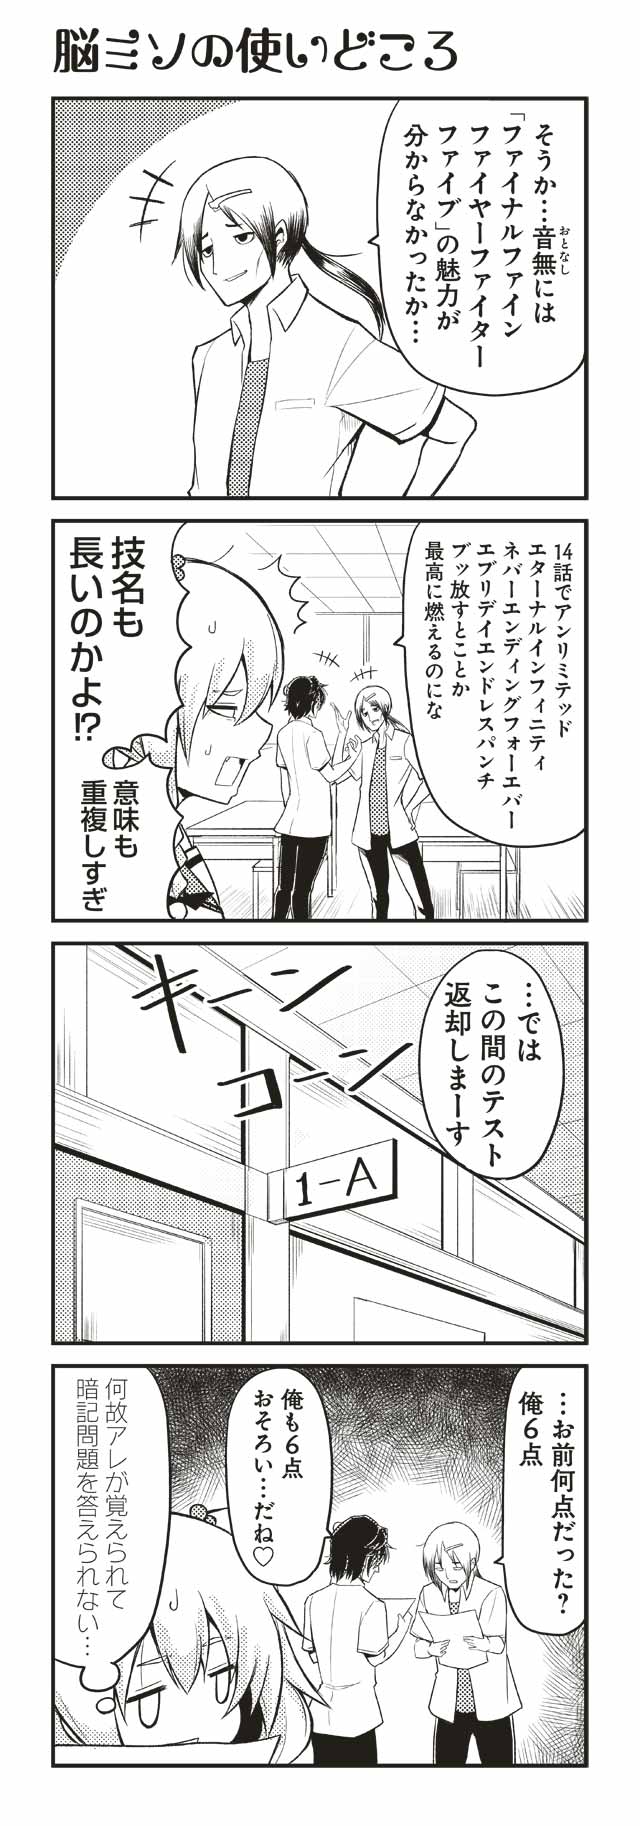 脳ミソの使いどころ
そうか…音無には
おとなし
「ファイナルファイン
ファイヤーファイター
ファイブ」の魅力が
分からなかったか…
14話でアンリミテッド
エターナルインフィニティ
ネバーエンディングフォーエバー
エブリデイエンドレスパンチ
ブッ放すとことか
最高に燃えるのにな
技名も
長いのかよ!?
意味も
重複しすぎ
…では
この間のテスト
返却しまーす
キーン
コーン
1-A
…お前何点だった?
俺6点
俺も6点
おそろい…だね♡
何故アレが覚えられて
暗記問題を答えられない…